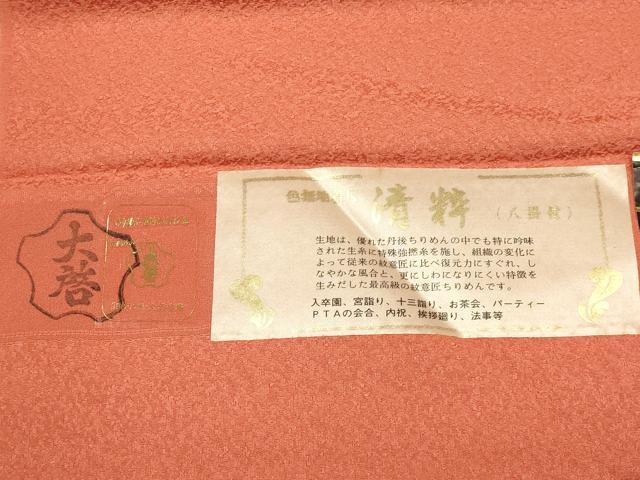 大啓
色無地
清粋
（八掛付）
生地は、優れた丹後ちりめんの中でも特に吟味
された生糸に特殊強撚糸を施し、組織の変化に
よって従来の紋意匠に比べ復元力にすぐれ、し
なやかな風合と、更にしわになりにくい特徴を
生みだした最高級の紋意匠ちりめんです。
入卒園、宮詣り、十三詣り、お茶会、パーティー
ＰＴＡの会合、内祝、挨拶廻り、法事等